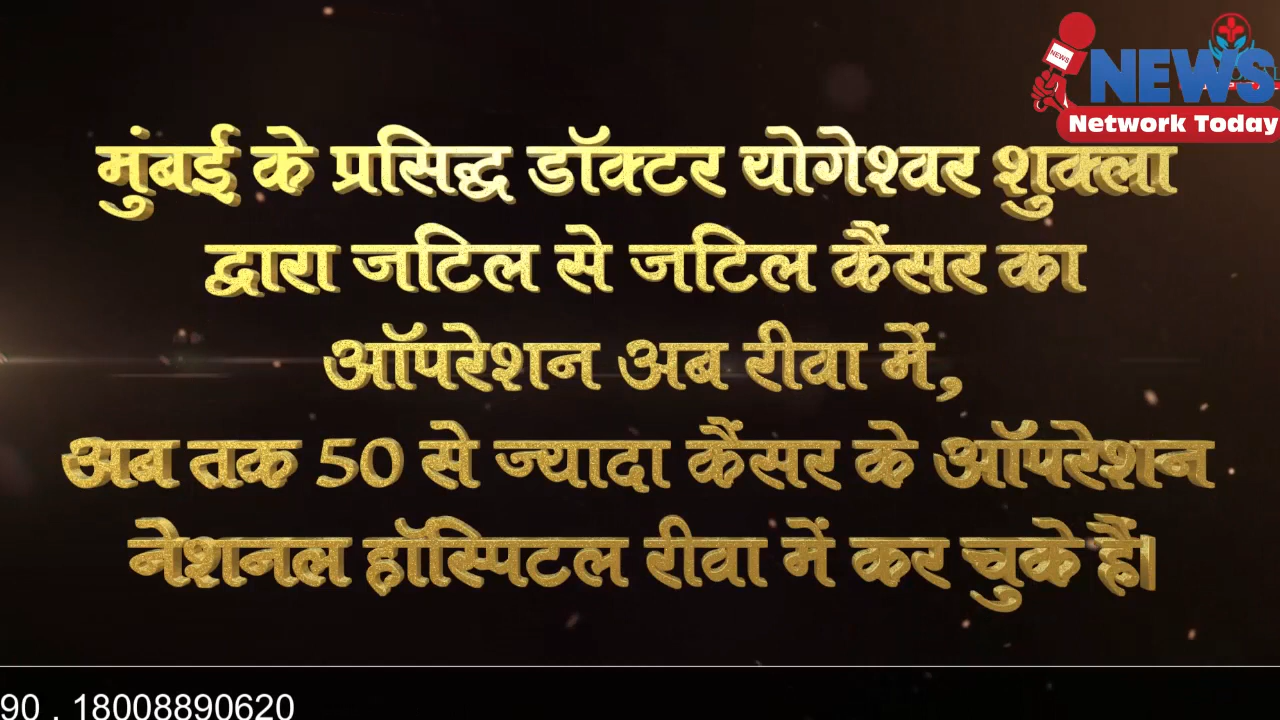 NEWS
NEWS
Network Today
मुंबई के प्रसिद्ध डॉक्टर योगेश्वर शुक्ला
द्वारा जटिल से जटिल कैंसर का
ऑपरेशन अब रीवा में,
अब तक 50 से ज्यादा कैंसर के ऑपरेशन
नेशनल हॉस्पिटल रीवा में कर चुके हैं।
90 , 18008890620